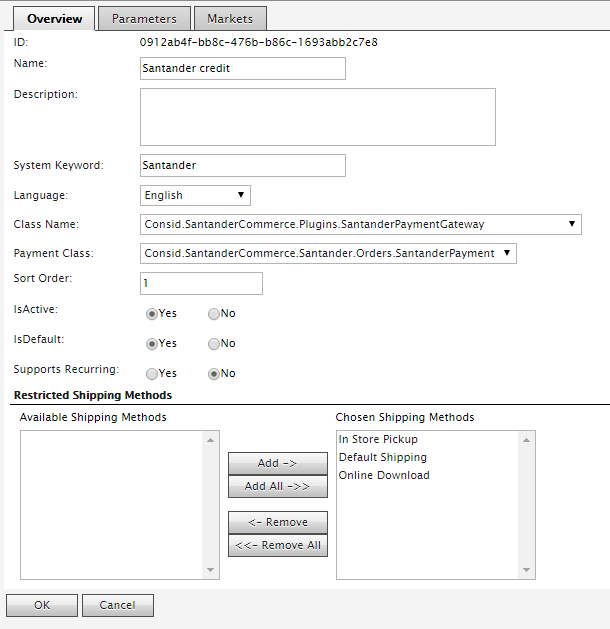 Overview Parameters Markets
ID: 0912ab4f-bb8c-476b-b86c-1693abb2c7e8
Name: Santander credit
Description:
System Keyword: Santander
Language: English
Class Name: Consid.SantanderCommerce.Plugins.SantanderPaymentGateway
Payment Class: Consid.SantanderCommerce.Santander.Orders.SantanderPayment
Sort Order: 1
IsActive: Yes No
IsDefault: Yes No
Supports Recurring: Yes No
Restricted Shipping Methods
Available Shipping Methods Chosen Shipping Methods
In Store Pickup
Default Shipping
Online Download
Add ->
Add All ->>
<- Remove
<<- Remove All
OK Cancel